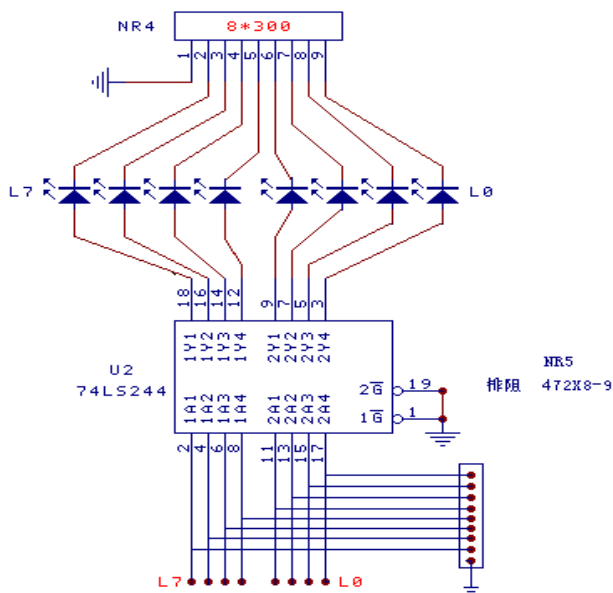 NR4 8*300
1 2 3 4 5 6 7 8 9
L7 L0
18 16 14 12 9 7 5 3
1Y1 1Y2 1Y3 1Y4 2Y1 2Y2 2Y3 2Y4
U2
74LS244
2G̅ 19
1G̅ 1
NR5
排阻 472X8-9
1A1 1A2 1A3 1A4 2A1 2A2 2A3 2A4
2 4 6 8 11 13 15 17
L7 L0